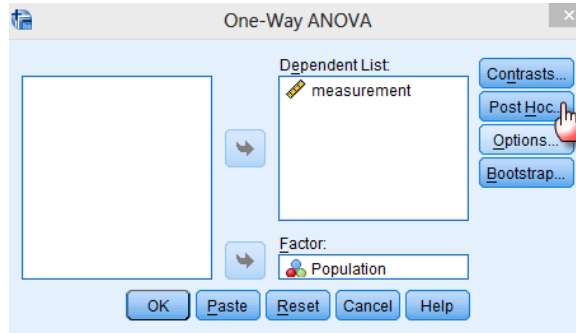 One-Way ANOVA
Dependent List:
measurement
Contrasts...
Post Hoc...
Options...
Bootstrap...
Factor:
Population
OK
Paste
Reset
Cancel
Help